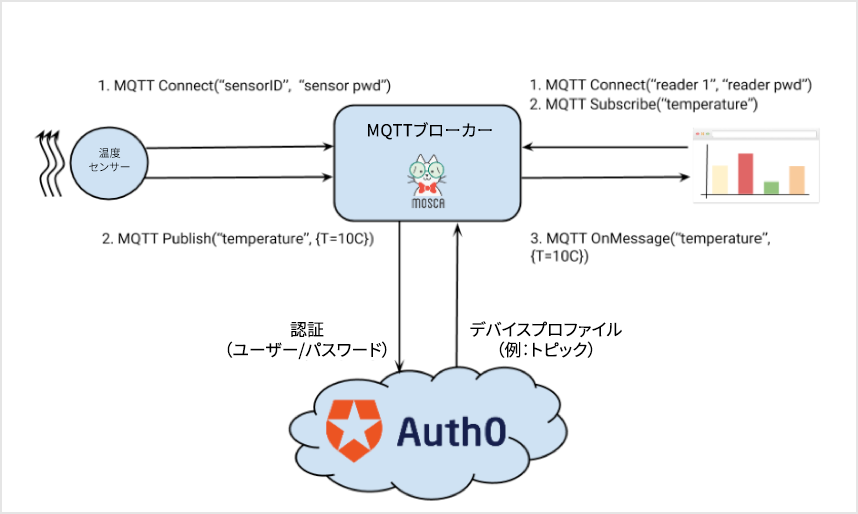 1. MQTT Connect(“sensorID”,  “sensor pwd”)
1. MQTT Connect(“reader 1”, “reader pwd”)
2. MQTT Subscribe(“temperature”)
MQTTブローカー
温度
センサー
MOSCA
2. MQTT Publish(“temperature”, {T=10C})
3. MQTT OnMessage(“temperature”,
{T=10C})
認証
（ユーザー/パスワード）
デバイスプロファイル
（例：トピック）
Auth0